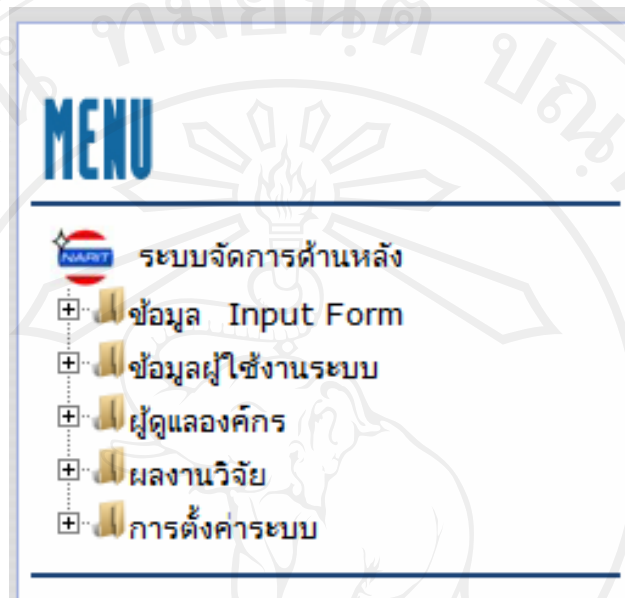 MENU
NARIT ระบบจัดการด้านหลัง
ข้อมูล Input Form
ข้อมูลผู้ใช้งานระบบ
ผู้ดูแลองค์กร
ผลงานวิจัย
การตั้งค่าระบบ